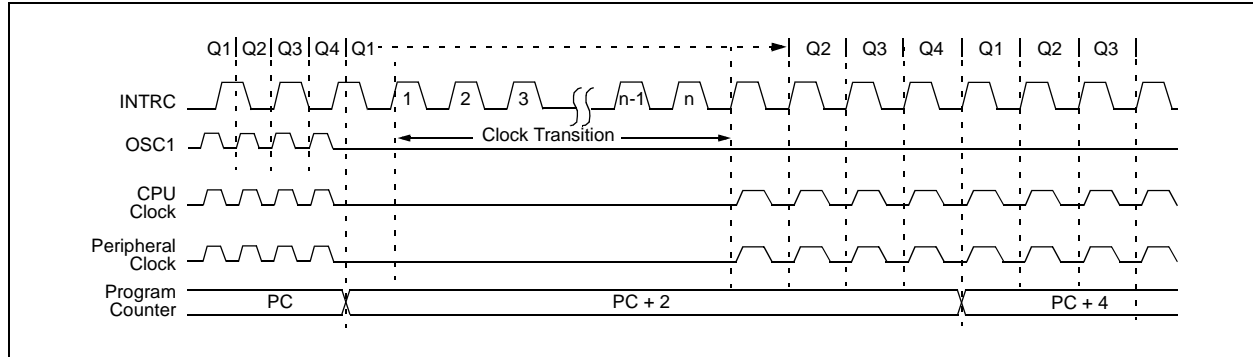 Q1 Q2 Q3 Q4 Q1 Q2 Q3 Q4 Q1 Q2 Q3
INTRC 1 2 3 n-1 n
Clock Transition
OSC1
CPU
Clock
Peripheral
Clock
Program
Counter
PC PC + 2 PC + 4